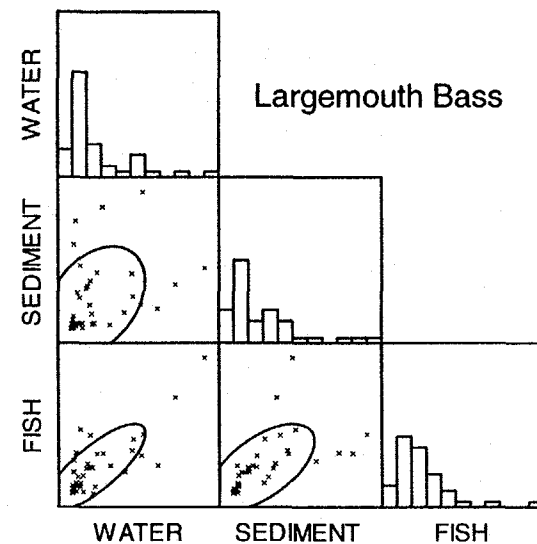 Largemouth Bass
WATER
SEDIMENT
FISH
WATER SEDIMENT FISH